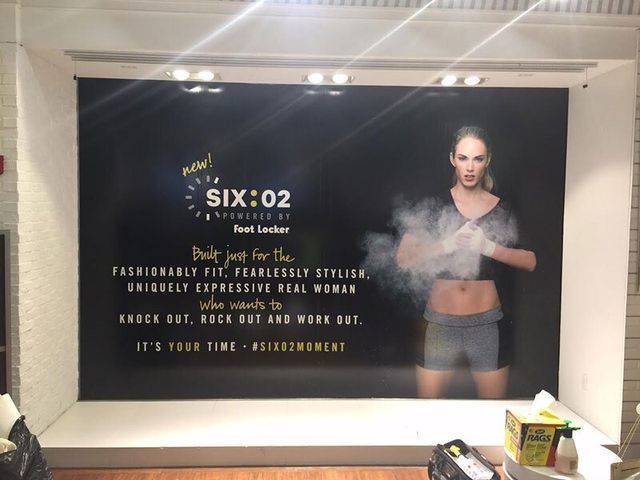 new!
SIX:02
POWERED BY
Foot Locker
Built just for the
FASHIONABLY FIT, FEARLESSLY STYLISH,
UNIQUELY EXPRESSIVE REAL WOMAN
who wants to
KNOCK OUT, ROCK OUT AND WORK OUT.
IT'S YOUR TIME • #SIX02MOMENT
RAGS